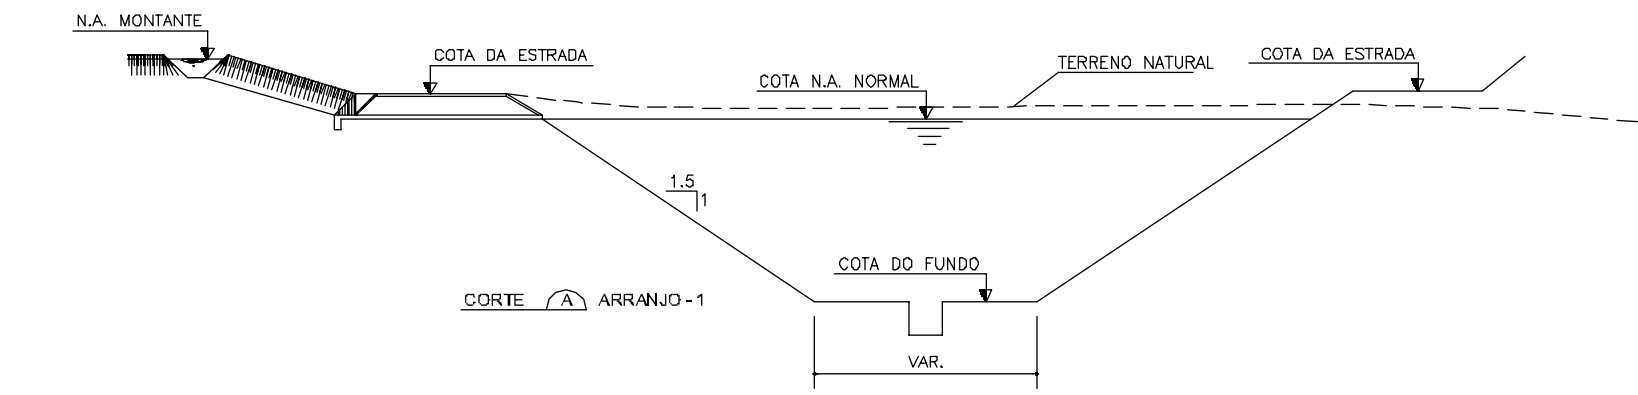 N.A. MONTANTE
COTA DA ESTRADA
COTA N.A. NORMAL
TERRENO NATURAL
COTA DA ESTRADA
1.5
1
COTA DO FUNDO
CORTE A ARRANJO-1
VAR.